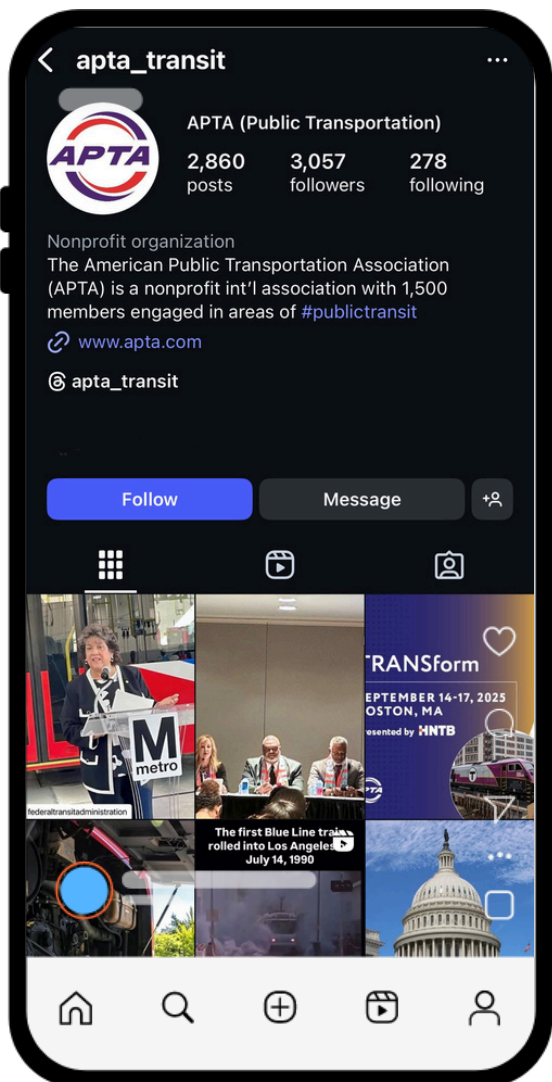 apta_transit
APTA
APTA (Public Transportation)
2,860
3,057
278
posts
followers
following
Nonprofit organization
The American Public Transportation Association
(APTA) is a nonprofit int’l association with 1,500
members engaged in areas of #publictransit
www.apta.com
apta_transit
Follow
Message
M
metro
federaltransitadministration
TRANSform
EPTEMBER 14-17, 2025
OSTON, MA
esented by HNTB
PTA
T
The first Blue Line train
rolled into Los Angeles
July 14, 1990